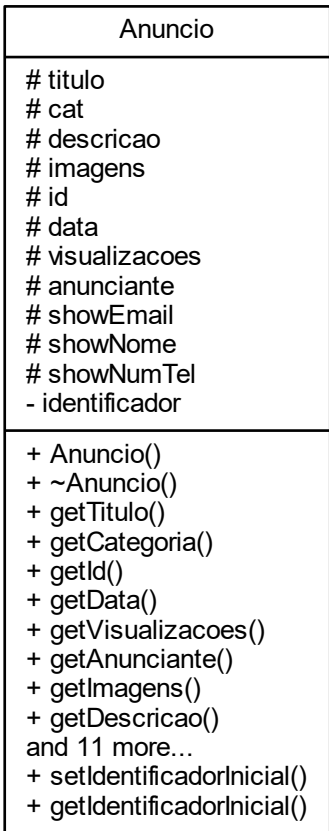 Anuncio
# titulo
# cat
# descricao
# imagens
# id
# data
# visualizacoes
# anunciante
# showEmail
# showNome
# showNumTel
- identificador
+ Anuncio()
+ ~Anuncio()
+ getTitulo()
+ getCategoria()
+ getId()
+ getData()
+ getVisualizacoes()
+ getAnunciante()
+ getImagens()
+ getDescricao()
and 11 more...
+ setIdentificadorInicial()
+ getIdentificadorInicial()